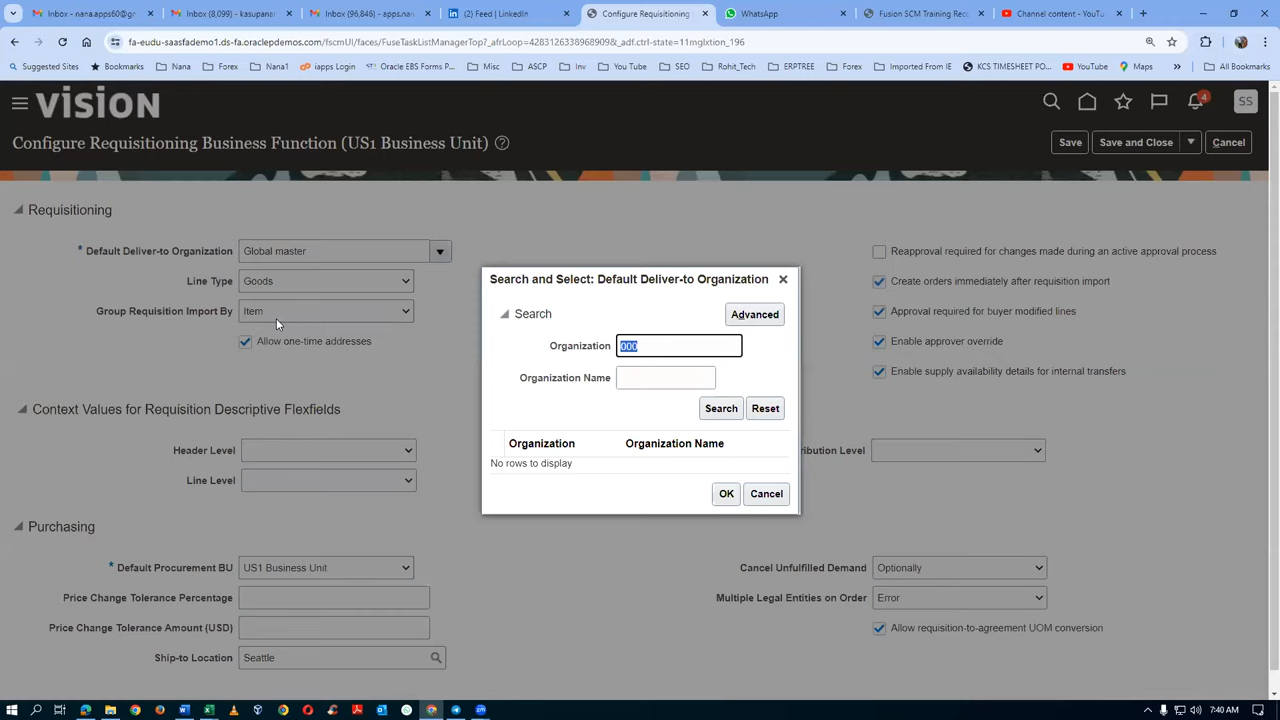 Inbox - nana.apps60@g
Inbox (8,099) - kasupanan
Inbox (96,846) - apps.nan
(2) Feed | LinkedIn
Configure Requisitioning
WhatsApp
Fusion SCM Training Reco
Channel content - YouTu
fa-eudu-saasfademo1.ds-fa.oraclepdemos.com/fscmUI/faces/FuseTaskListManagerTop?_afrLoop=4283126338968909&_adf.ctrl-state=11mglxtion_196
Suggested Sites
Bookmarks
Nana
Forex
Nana1
iapps Login
Oracle EBS Forms P...
Misc
ASCP
Inv
You Tube
SEO
Rohit_Tech
ERPTREE
Forex
Imported From IE
KCS TIMESHEET PO...
YouTube
Maps
All Bookmarks
VISION
4
SS
Configure Requisitioning Business Function (US1 Business Unit)
Save
Save and Close
Cancel
Requisitioning
* Default Deliver-to Organization Global master
Reapproval required for changes made during an active approval process
Line Type Goods
Create orders immediately after requisition import
Group Requisition Import By Item
Approval required for buyer modified lines
Allow one-time addresses
Enable approver override
Enable supply availability details for internal transfers
Search and Select: Default Deliver-to Organization
Search
Advanced
Organization 000
Organization Name
Search
Reset
Organization
Organization Name
No rows to display
OK
Cancel
Context Values for Requisition Descriptive Flexfields
Header Level
ribution Level
Line Level
Purchasing
* Default Procurement BU US1 Business Unit
Cancel Unfulfilled Demand Optionally
Price Change Tolerance Percentage
Multiple Legal Entities on Order Error
Price Change Tolerance Amount (USD)
Allow requisition-to-agreement UOM conversion
Ship-to Location Seattle
7:40 AM